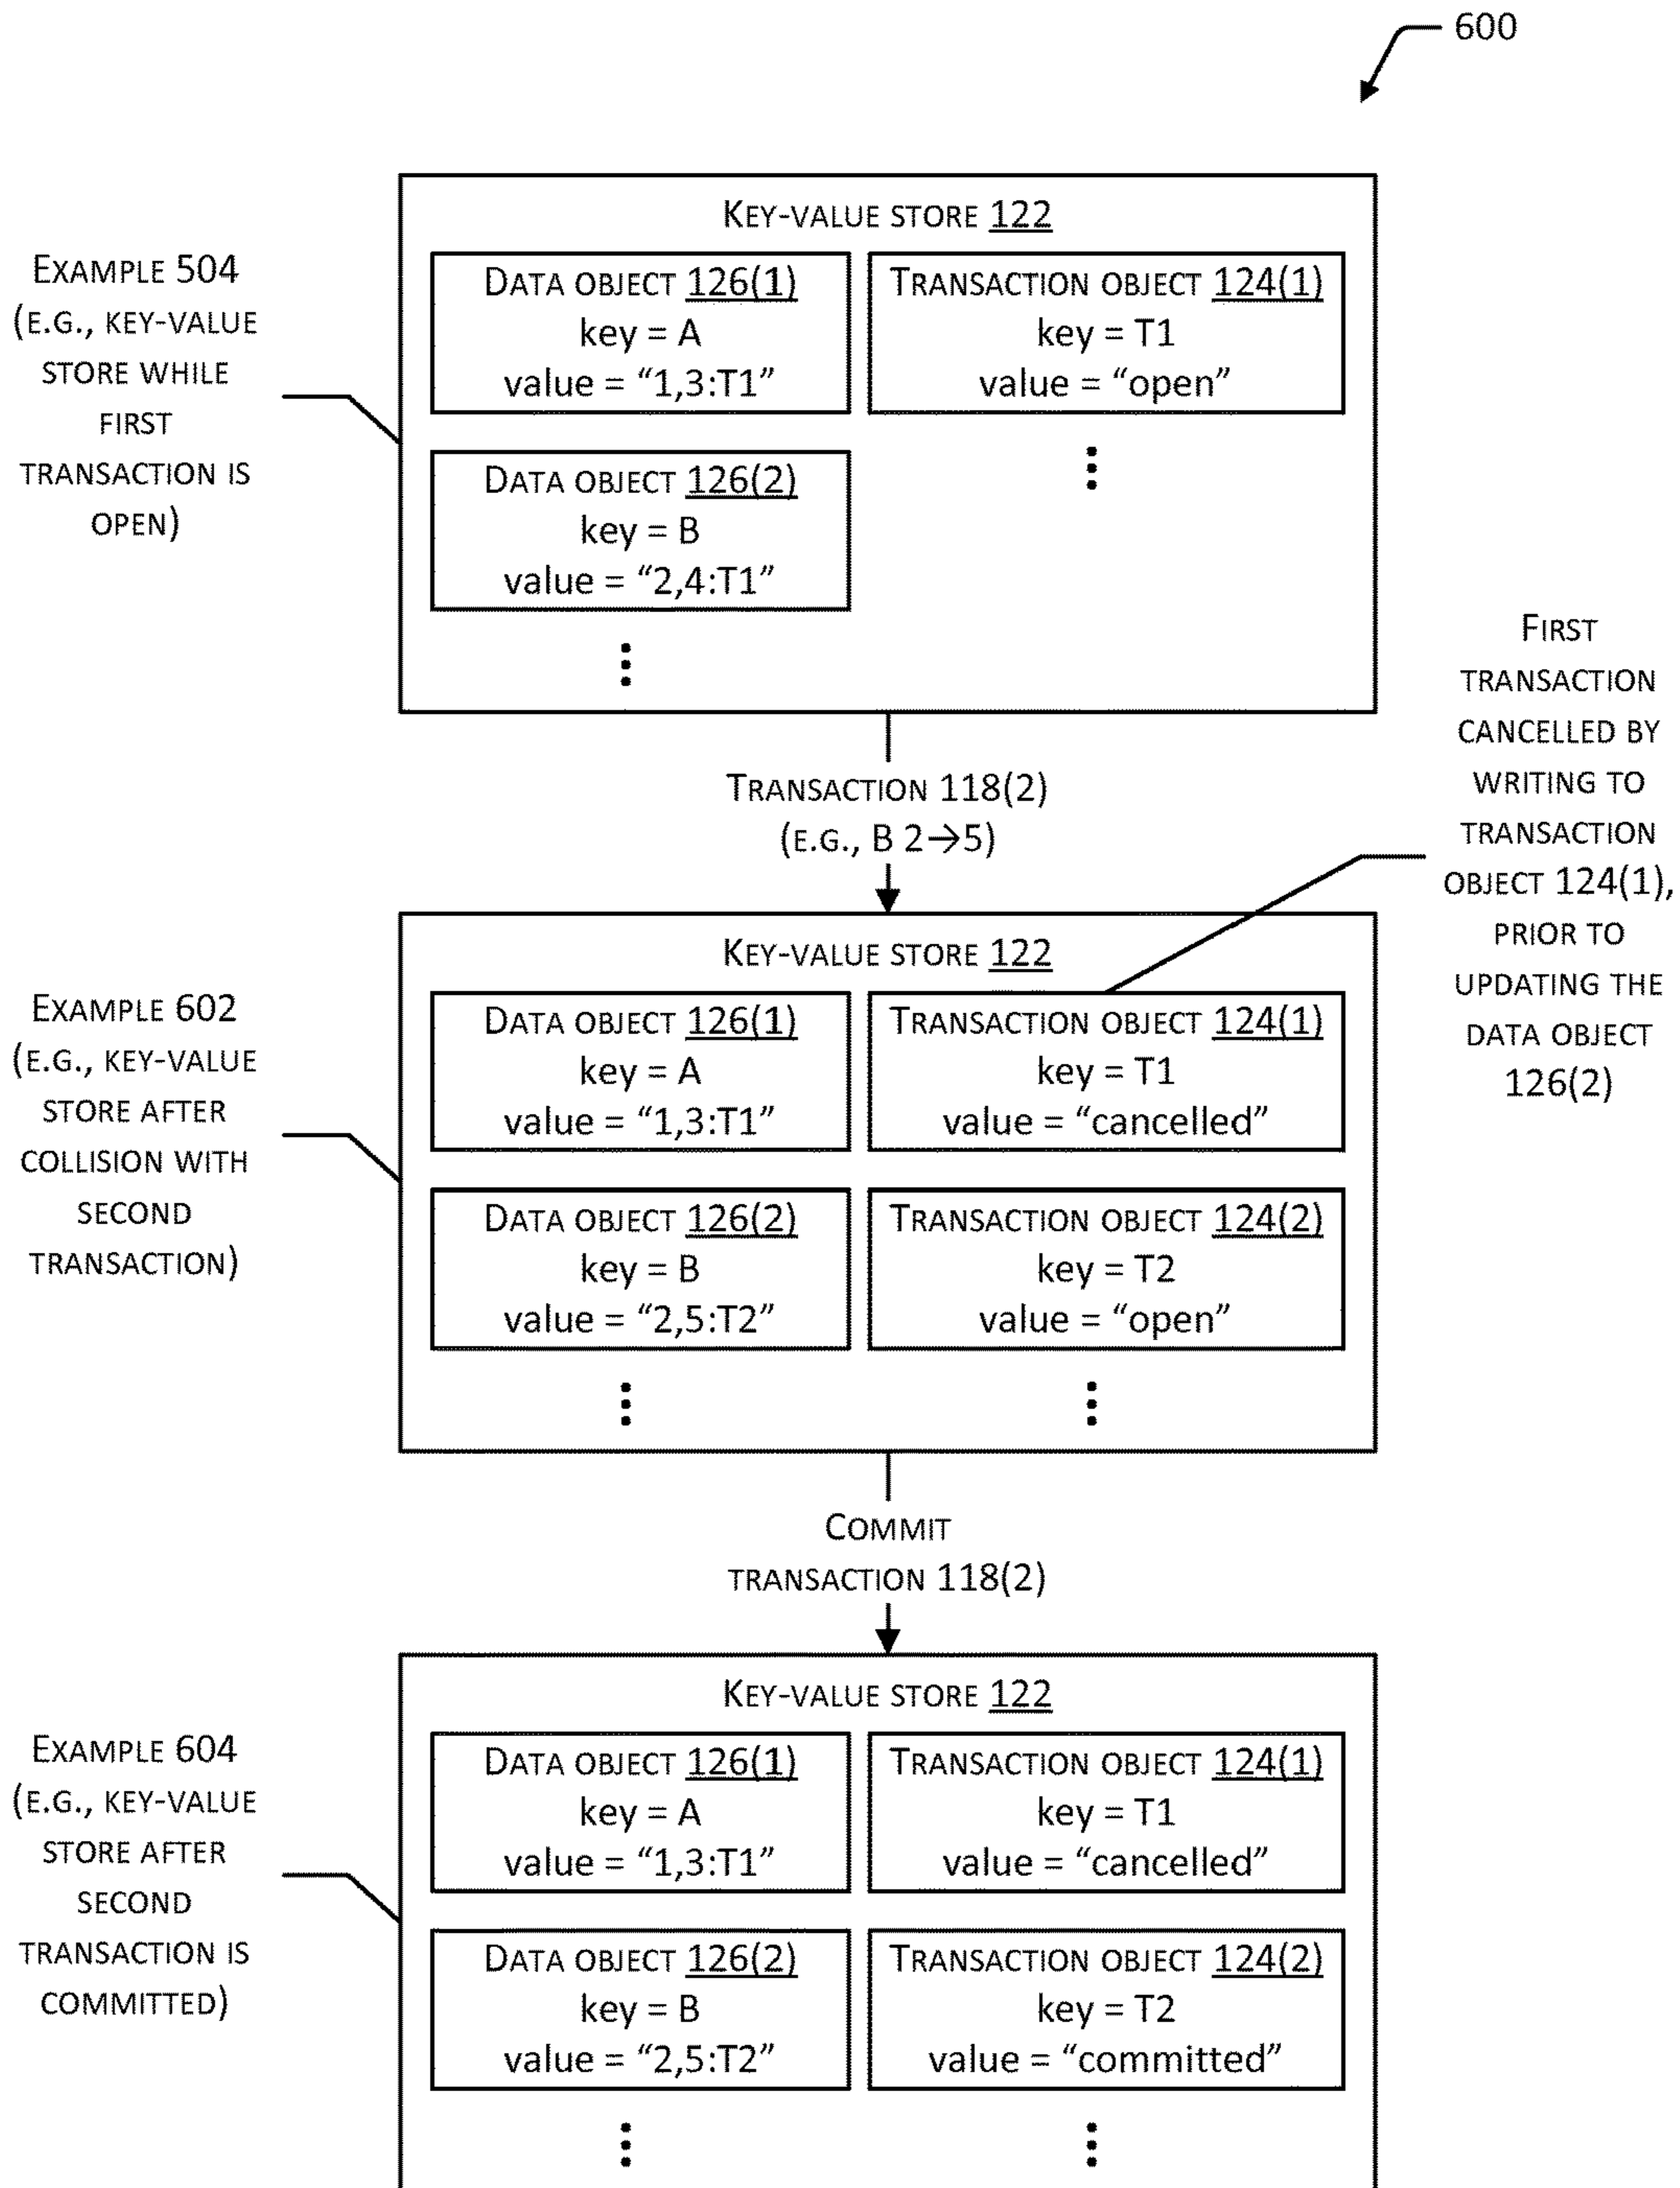 600
KEY-VALUE STORE 122
EXAMPLE 504
(E.G., KEY-VALUE
STORE WHILE
FIRST
TRANSACTION IS
OPEN)
DATA OBJECT 126(1)
key = A
value = “1,3:T1”
TRANSACTION OBJECT 124(1)
key = T1
value = “open”
DATA OBJECT 126(2)
key = B
value = “2,4:T1”
FIRST
TRANSACTION
CANCELLED BY
WRITING TO
TRANSACTION
OBJECT 124(1),
PRIOR TO
UPDATING THE
DATA OBJECT
126(2)
TRANSACTION 118(2)
(E.G., B 2→5)
KEY-VALUE STORE 122
EXAMPLE 602
(E.G., KEY-VALUE
STORE AFTER
COLLISION WITH
SECOND
TRANSACTION)
DATA OBJECT 126(1)
key = A
value = “1,3:T1”
TRANSACTION OBJECT 124(1)
key = T1
value = “cancelled”
DATA OBJECT 126(2)
key = B
value = “2,5:T2”
TRANSACTION OBJECT 124(2)
key = T2
value = “open”
COMMIT
TRANSACTION 118(2)
KEY-VALUE STORE 122
EXAMPLE 604
(E.G., KEY-VALUE
STORE AFTER
SECOND
TRANSACTION IS
COMMITTED)
DATA OBJECT 126(1)
key = A
value = “1,3:T1”
TRANSACTION OBJECT 124(1)
key = T1
value = “cancelled”
DATA OBJECT 126(2)
key = B
value = “2,5:T2”
TRANSACTION OBJECT 124(2)
key = T2
value = “committed”